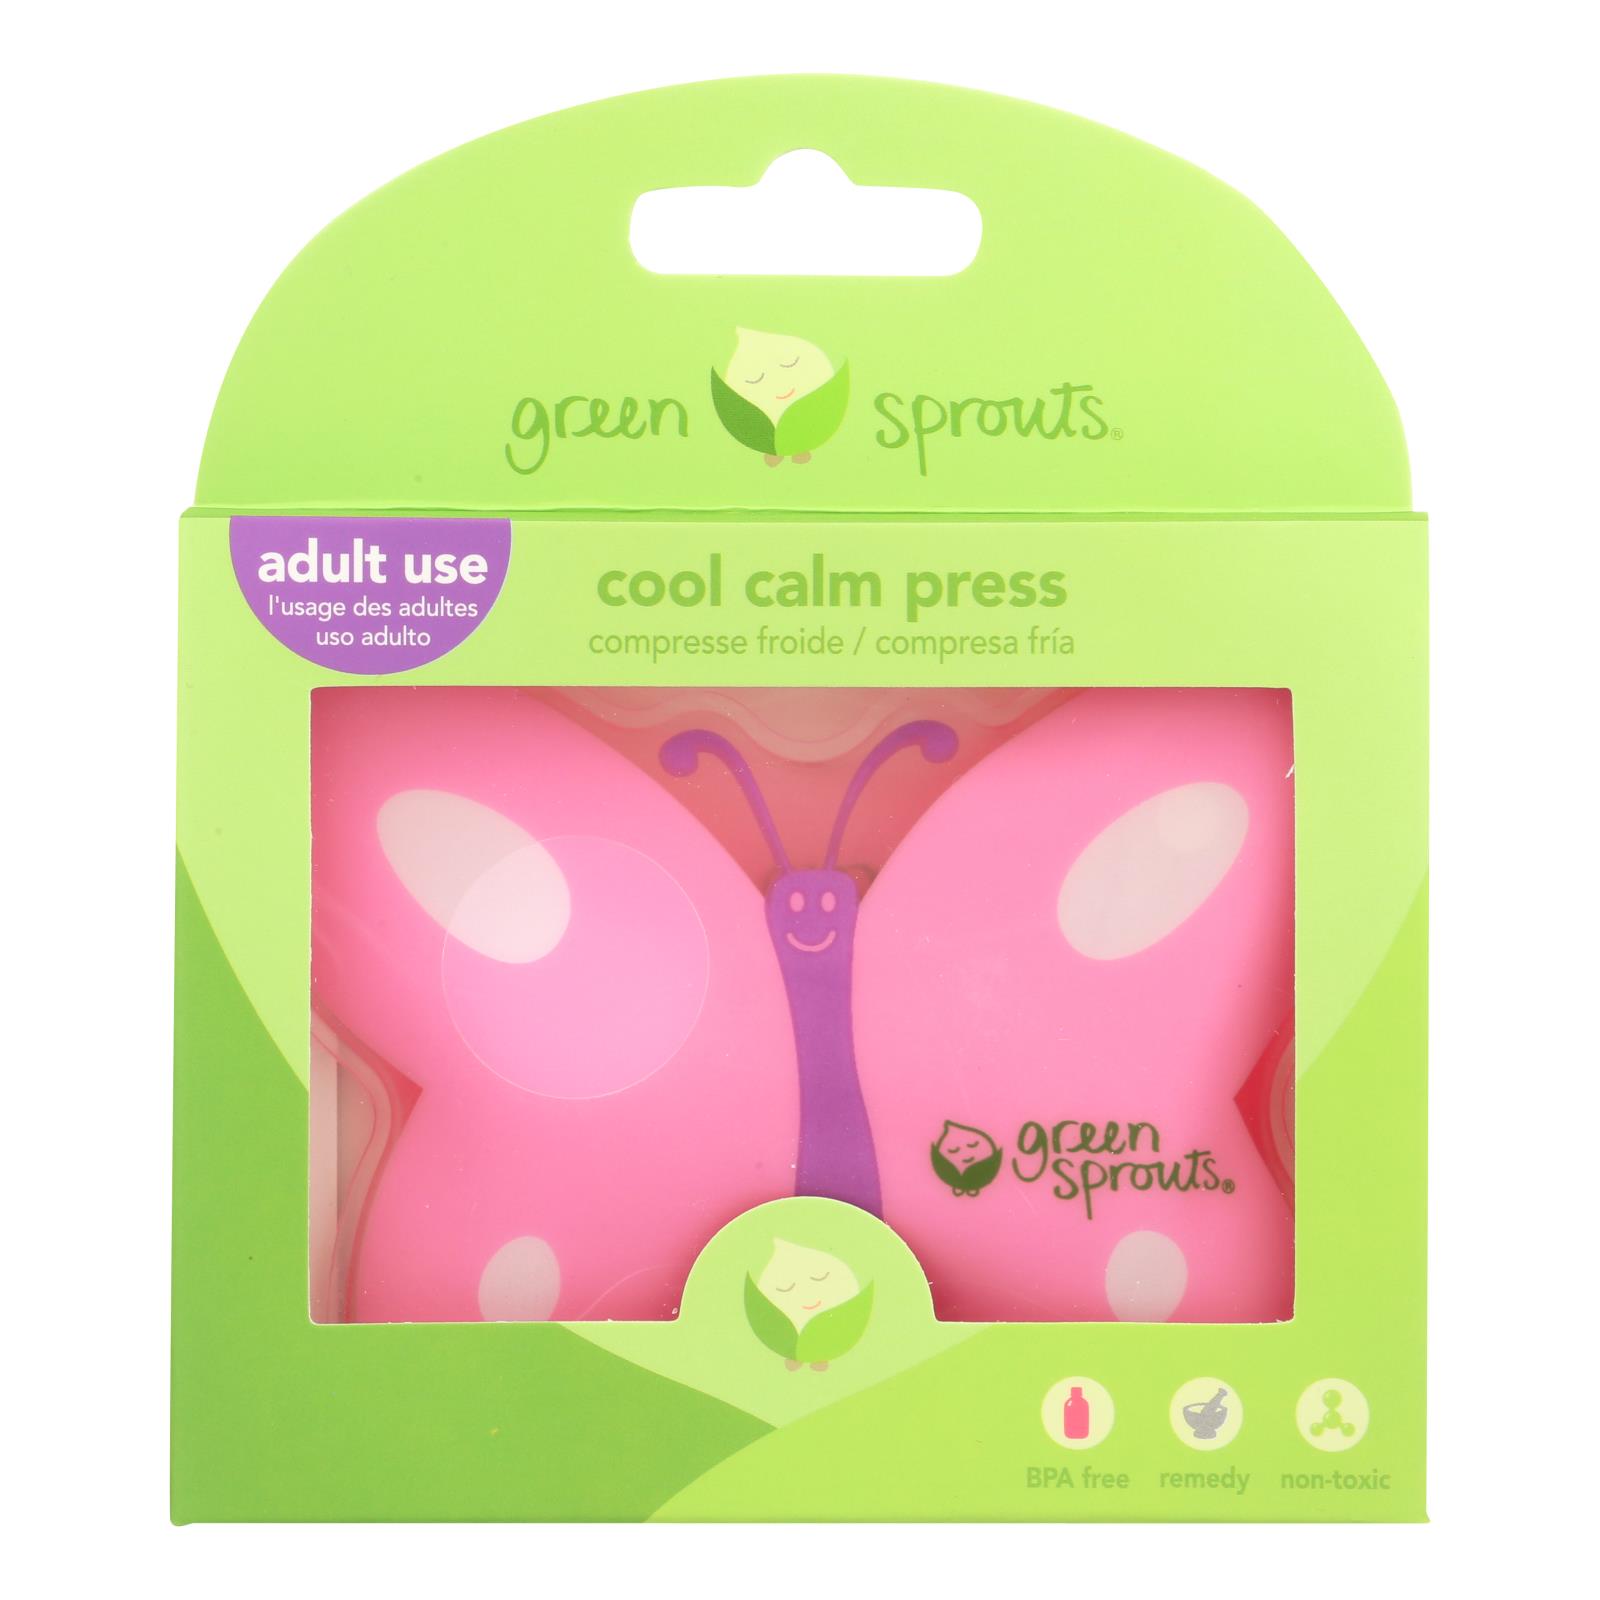 green sprouts®
adult use
l'usage des adultes
uso adulto
cool calm press
compresse froide / compresa fría
green
sprouts®
BPA free remedy non-toxic